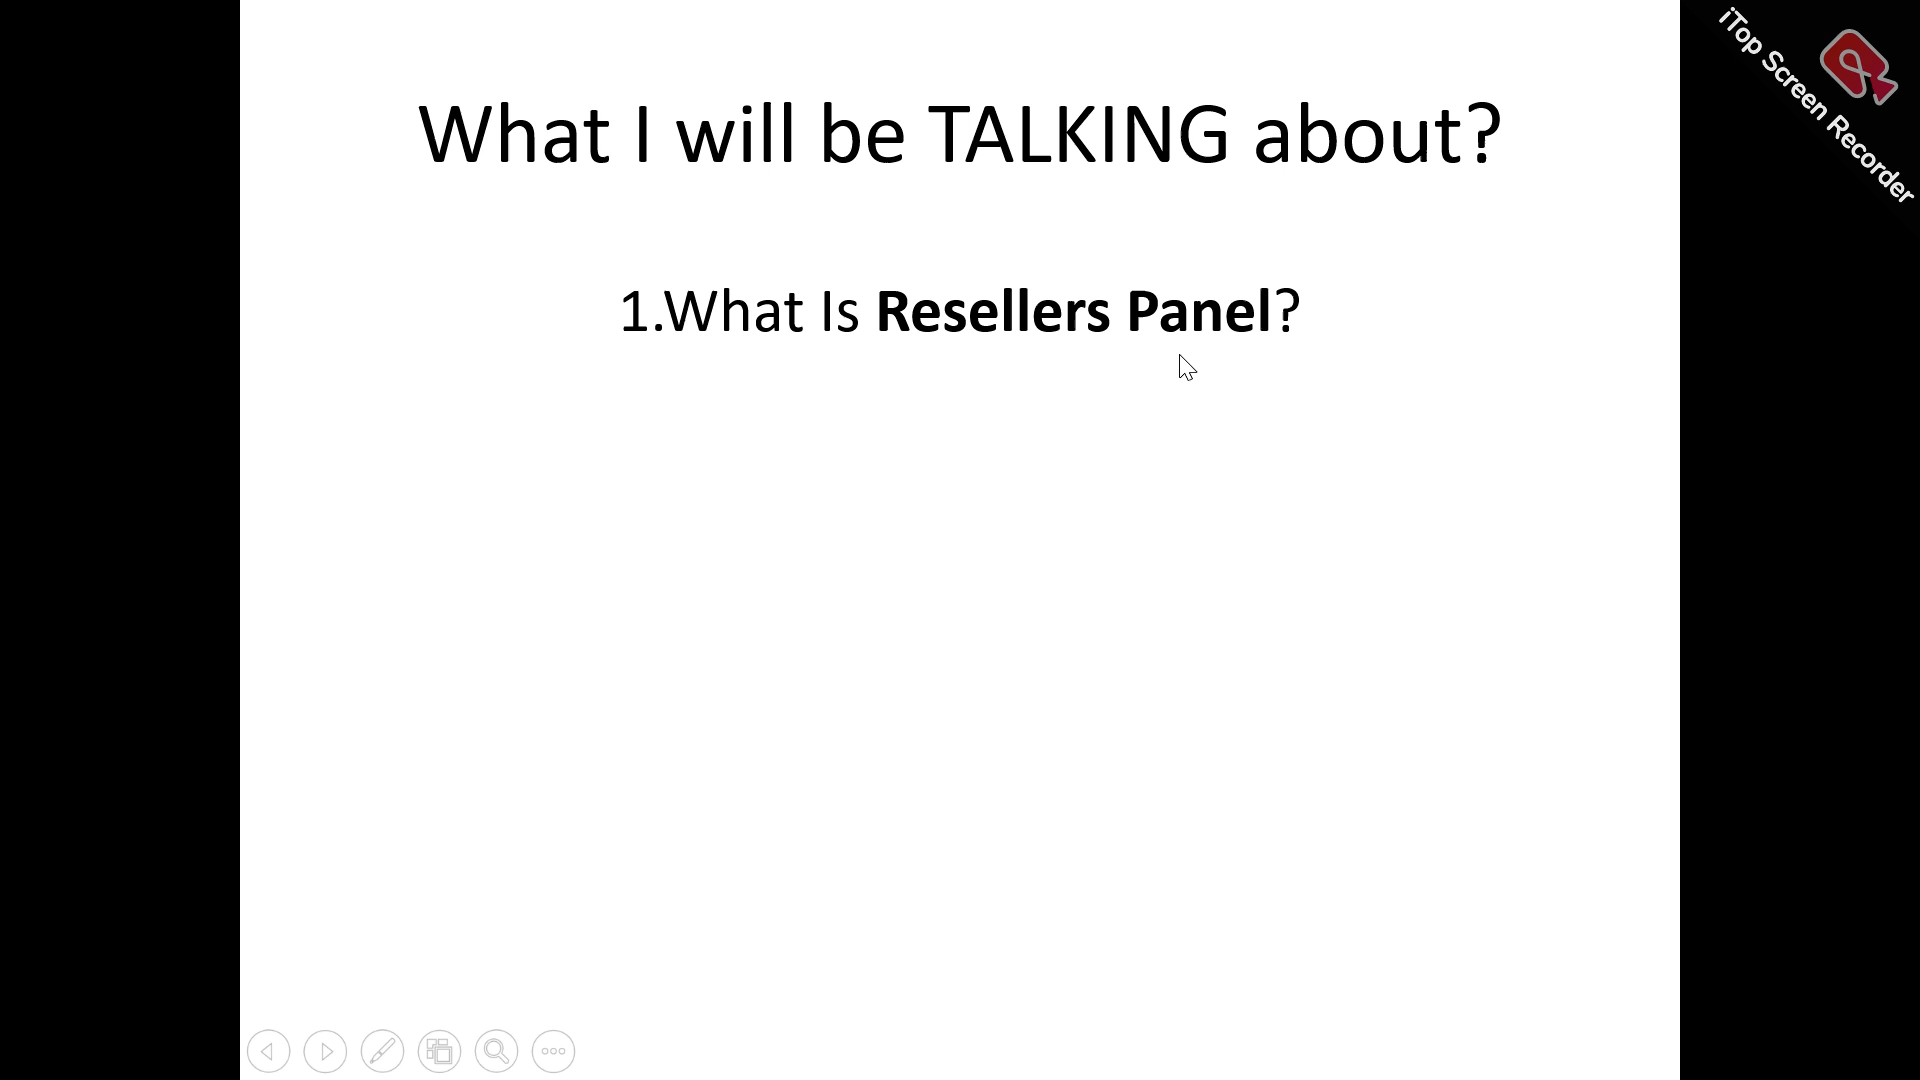 What I will be TALKING about?
1.What Is Resellers Panel?
iTop Screen Recorder